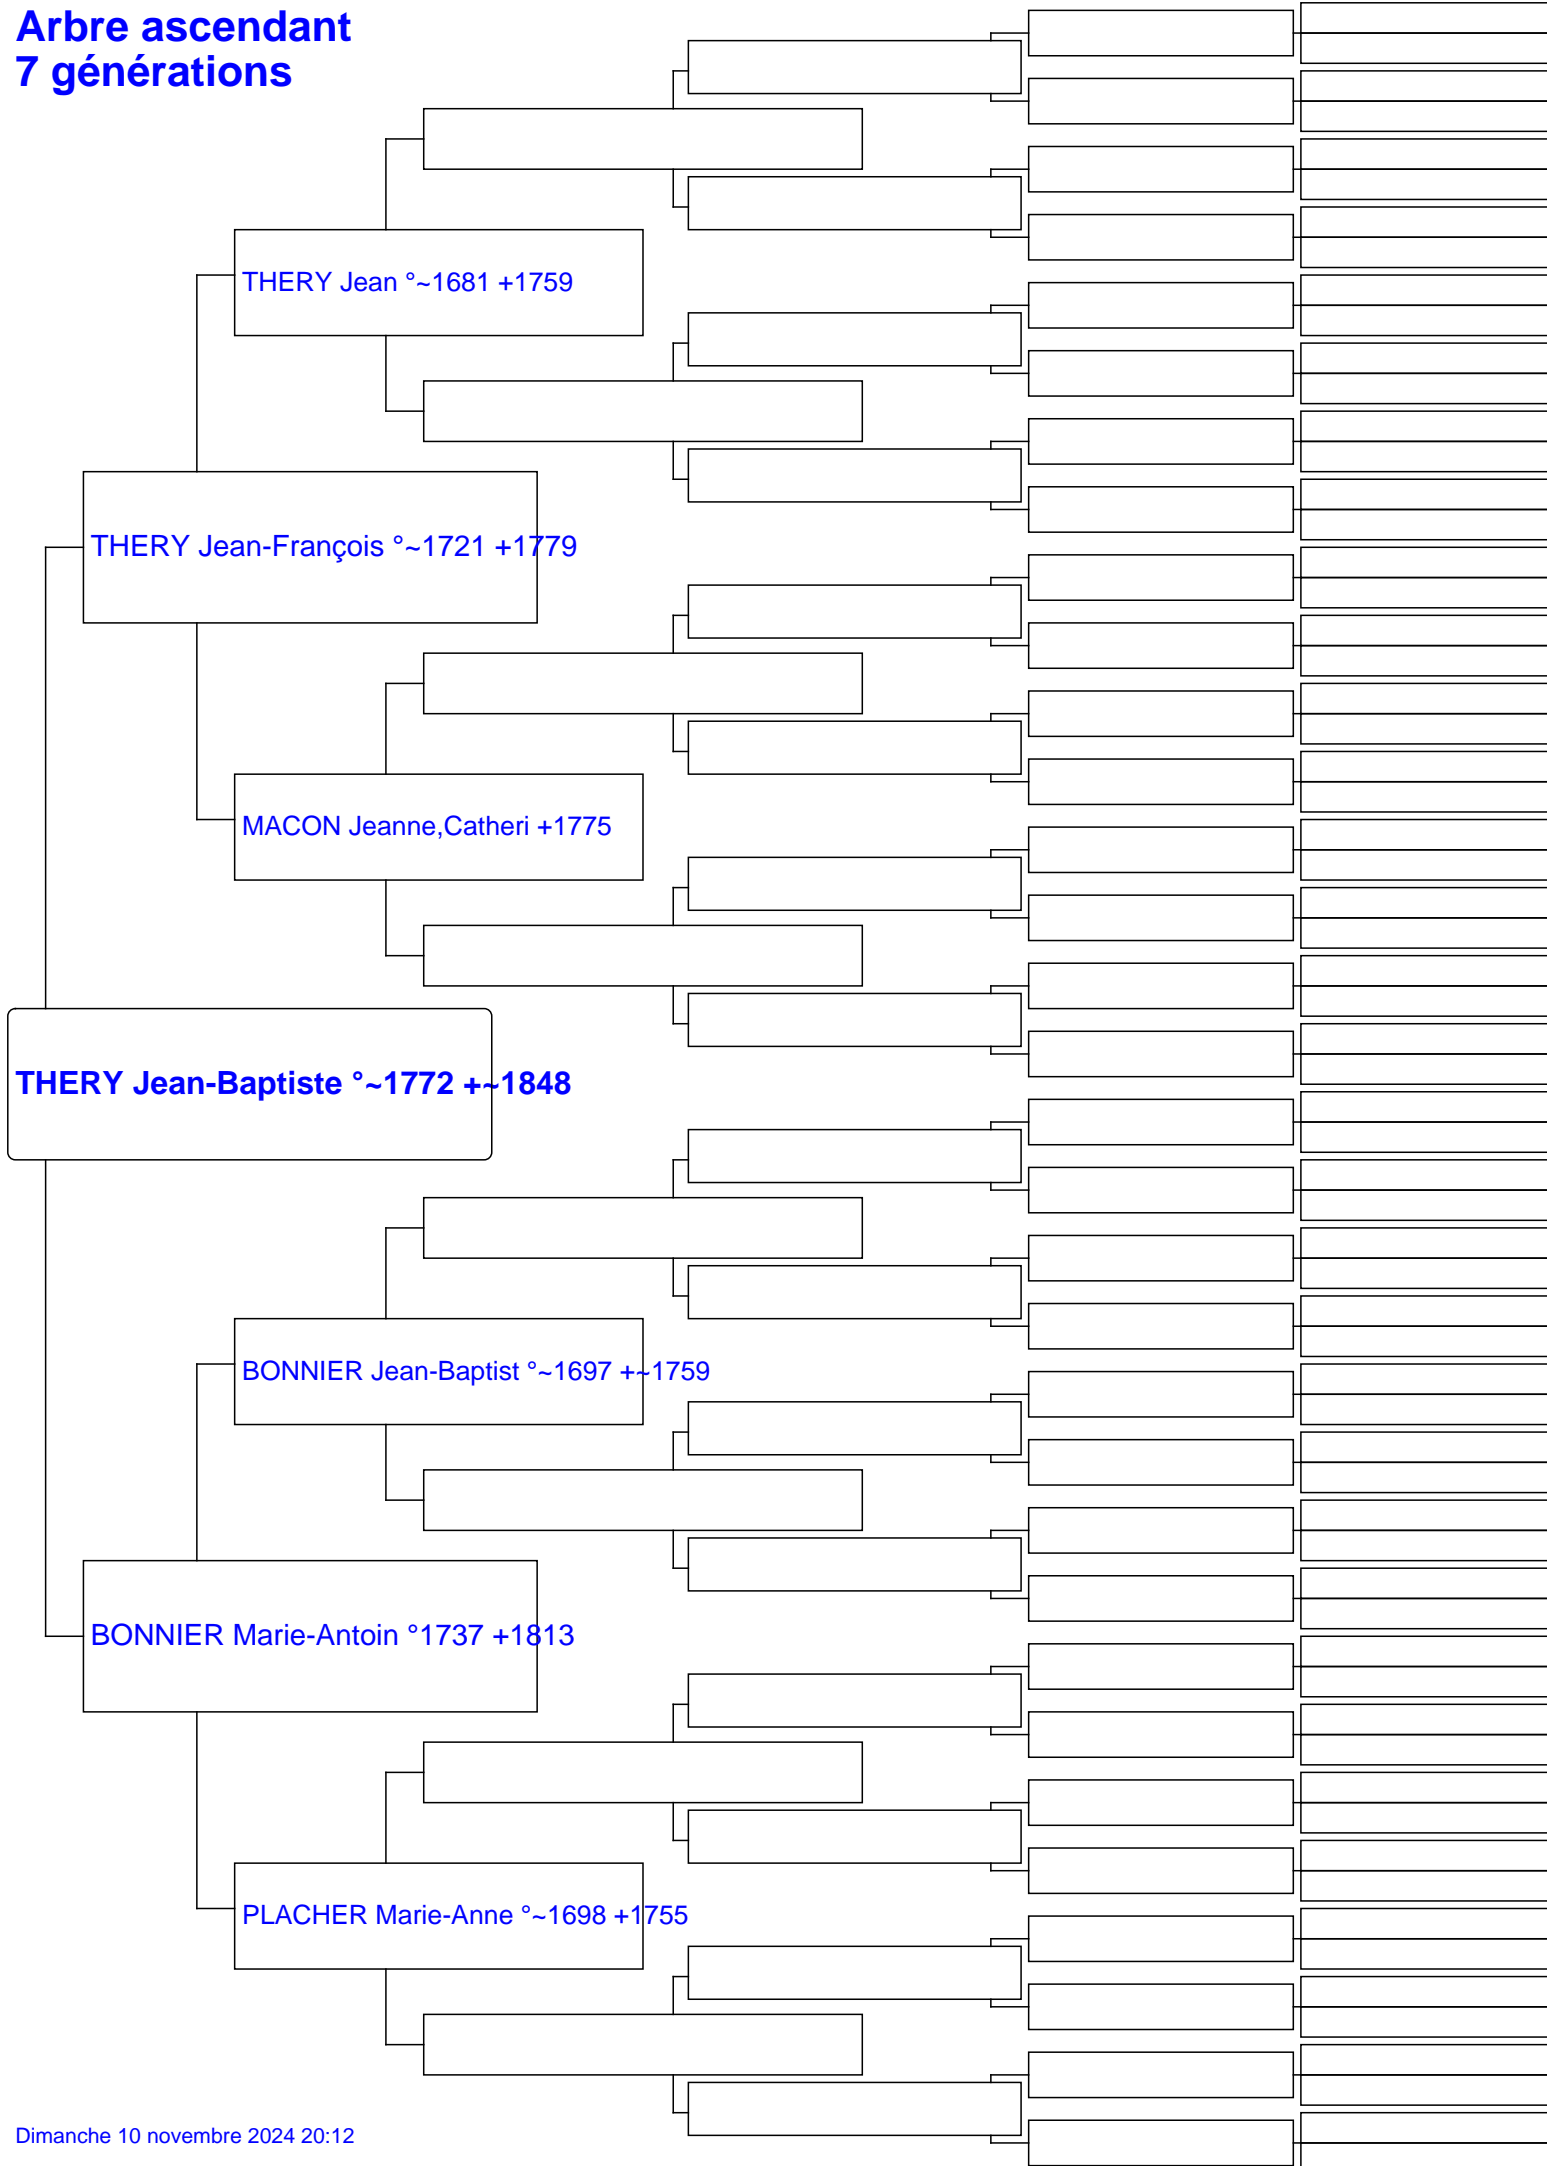 Arbre ascendant
7 générations
THERY Jean °~1681 +1759
THERY Jean-François °~1721 +1779
MACON Jeanne,Catheri +1775
THERY Jean-Baptiste °~1772 +~1848
BONNIER Jean-Baptist °~1697 +~1759
BONNIER Marie-Antoin °1737 +1813
PLACHER Marie-Anne °~1698 +1755
Dimanche 10 novembre 2024 20:12